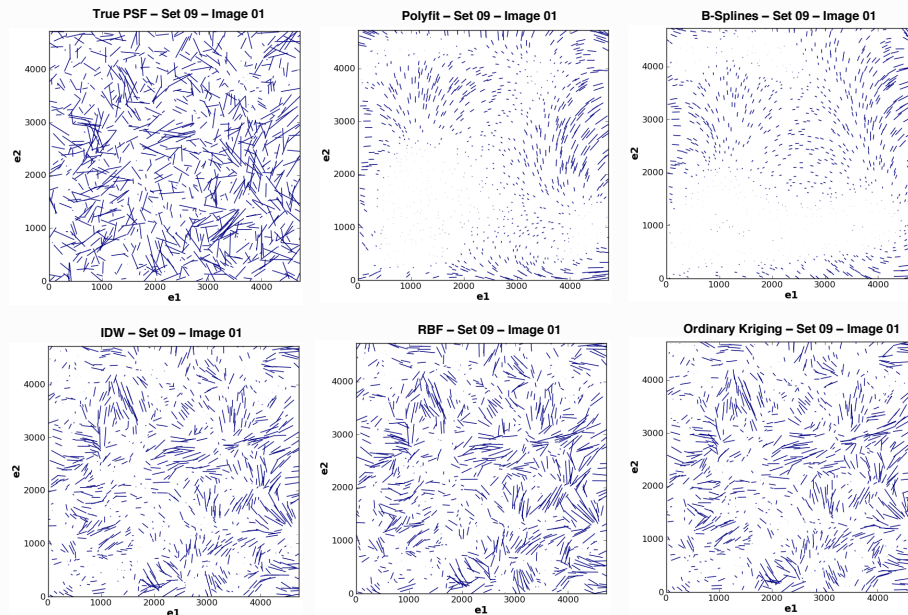 True PSF – Set 09 – Image 01
Polyfit – Set 09 – Image 01
B-Splines – Set 09 – Image 01
4000
3000
2000
1000
0
e2
0 1000 2000 3000 4000
e1
4000
3000
2000
1000
0
e2
1000 2000 3000 4000
e1
4000
3000
2000
1000
0
e2
1000 2000 3000 4000
e1
IDW – Set 09 – Image 01
RBF – Set 09 – Image 01
Ordinary Kriging – Set 09 – Image 01
4000
3000
2000
1000
0
e2
0 1000 2000 3000 4000
e1
4000
3000
2000
1000
0
e2
0 1000 2000 3000 4000
e1
4000
3000
2000
1000
0
e2
0 1000 2000 3000 4000
e1